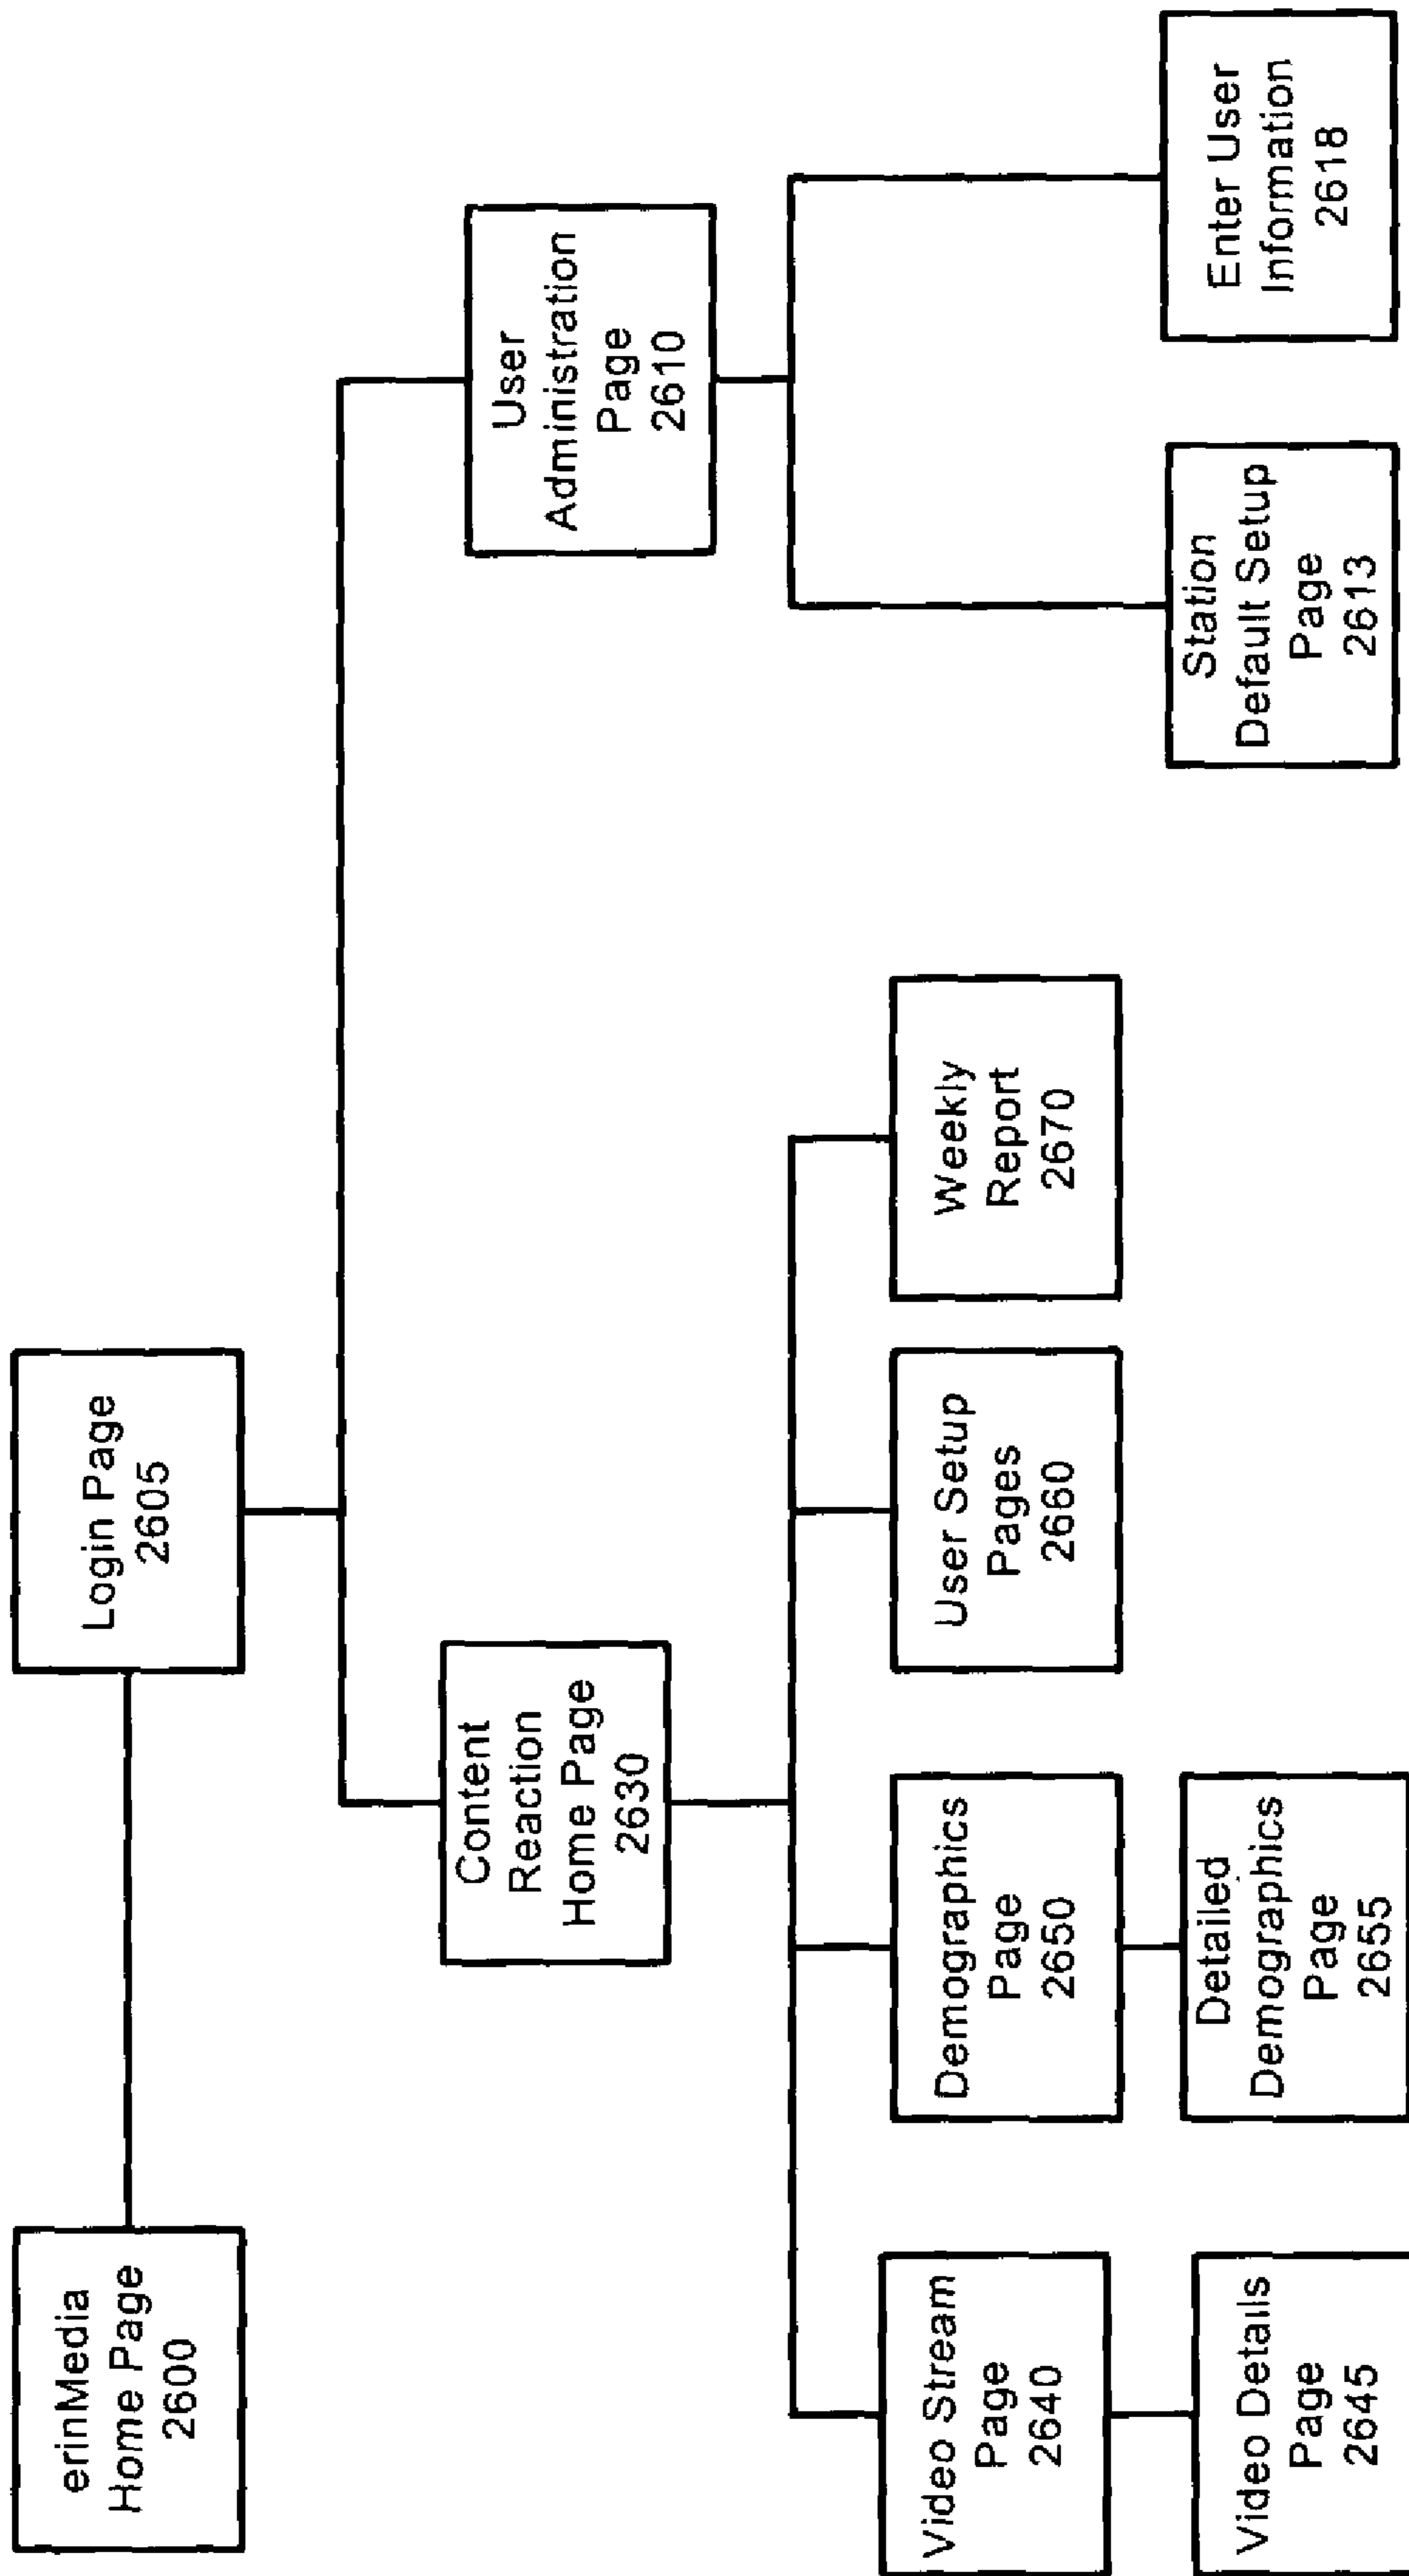 erinMedia
Home Page
2600
Login Page
2605
Content
Reaction
Home Page
2630
User
Administration
Page
2610
Video Stream
Page
2640
Demographics
Page
2650
User Setup
Pages
2660
Weekly
Report
2670
Video Details
Page
2645
Detailed
Demographics
Page
2655
Station
Default Setup
Page
2613
Enter User
Information
2618